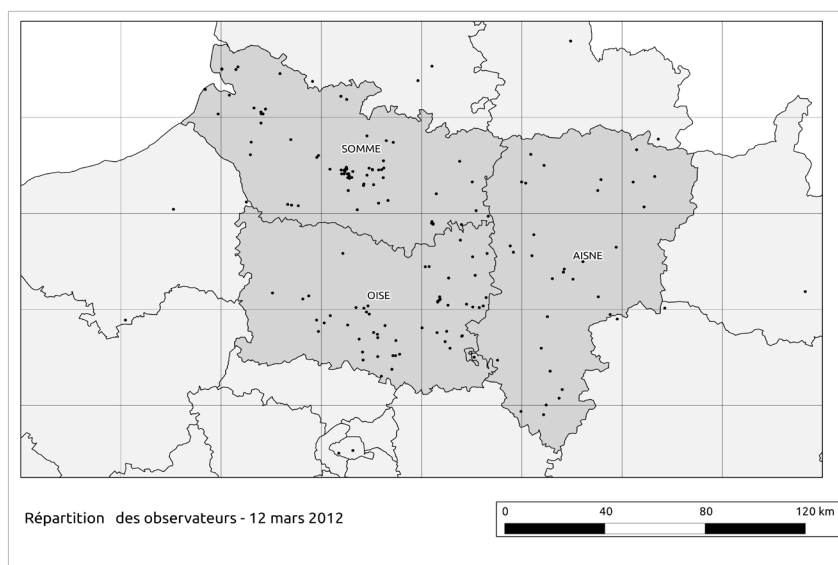 SOMME
AISNE
OISE
Répartition des observateurs - 12 mars 2012
0 40 80 120 km